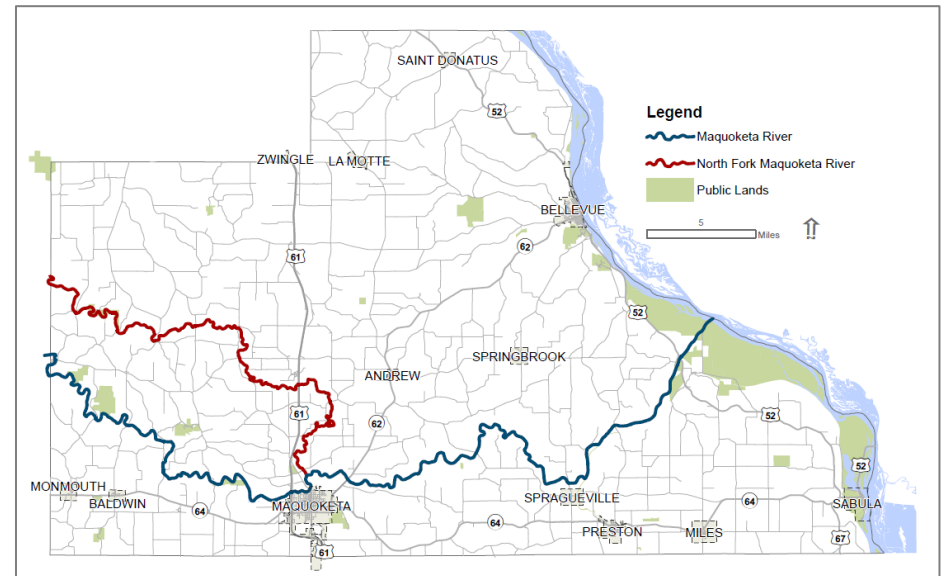 SAINT DONATUS
52
Legend
Maquoketa River
North Fork Maquoketa River
Public Lands
5
Miles
ZWINGLE
LA MOTTE
BELLEVUE
62
61
52
SPRINGBROOK
ANDREW
61
62
52
52
MONMOUTH
BALDWIN
64
MAQUOKETA
SPRAGUEVILLE
64
SABULA
64
PRESTON
MILES
67
61